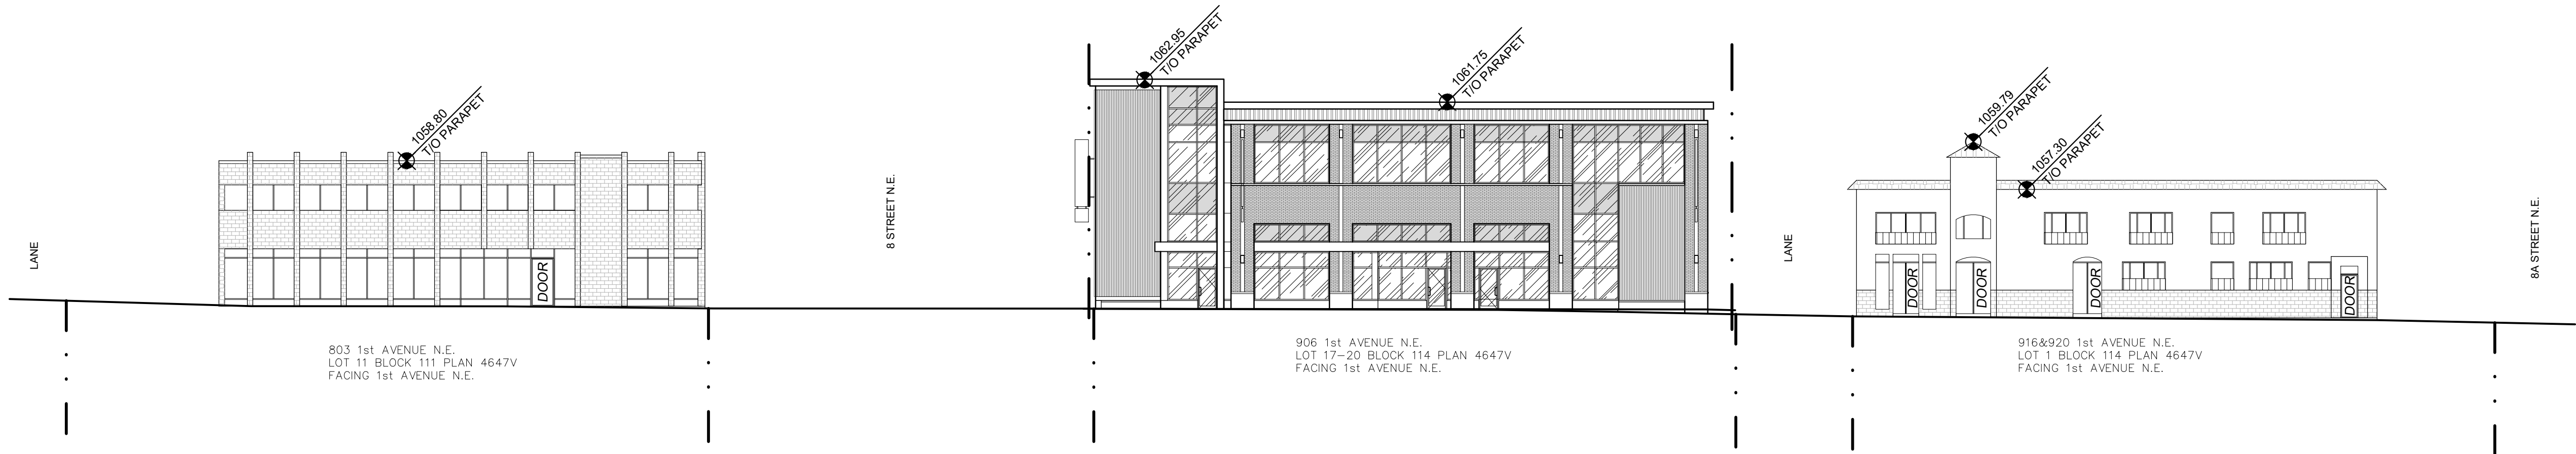 LANE
1058.80
T/O PARAPET
DOOR
803 1st AVENUE N.E.
LOT 11 BLOCK 111 PLAN 4647V
FACING 1st AVENUE N.E.
8 STREET N.E.
1062.95
T/O PARAPET
1061.75
T/O PARAPET
906 1st AVENUE N.E.
LOT 17-20 BLOCK 114 PLAN 4647V
FACING 1st AVENUE N.E.
LANE
1059.79
T/O PARAPET
1057.30
T/O PARAPET
DOOR
DOOR
DOOR
DOOR
916&920 1st AVENUE N.E.
LOT 1 BLOCK 114 PLAN 4647V
FACING 1st AVENUE N.E.
8A STREET N.E.